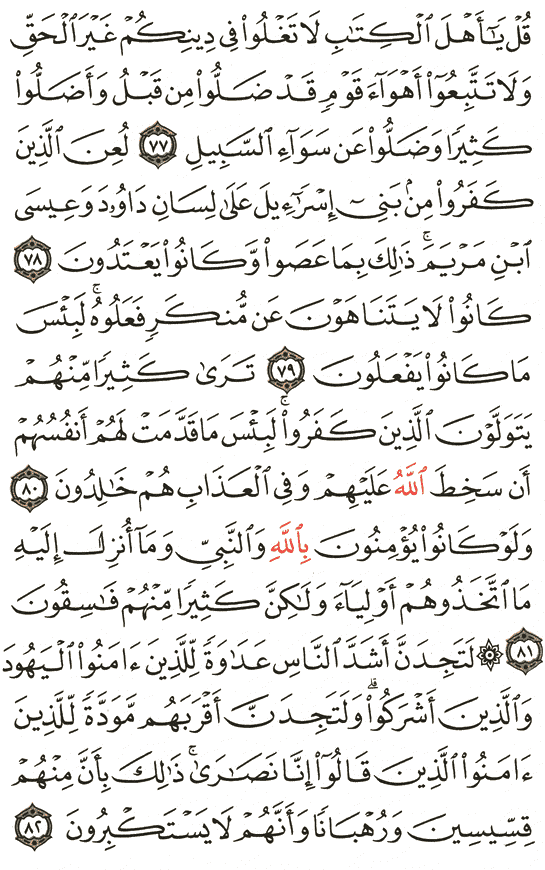 قُلۡ يَٰٓأَهۡلَ ٱلۡكِتَٰبِ لَا تَغۡلُواْ فِي دِينِكُمۡ غَيۡرَ ٱلۡحَقِّ
وَلَا تَتَّبِعُوٓاْ أَهۡوَآءَ قَوۡمٖ قَدۡ ضَلُّواْ مِن قَبۡلُ وَأَضَلُّواْ
كَثِيرٗا وَضَلُّواْ عَن سَوَآءِ ٱلسَّبِيلِ ٧٧ لُعِنَ ٱلَّذِينَ
كَفَرُواْ مِنۢ بَنِيٓ إِسۡرَٰٓءِيلَ عَلَىٰ لِسَانِ دَاوُۥدَ وَعِيسَى
ٱبۡنِ مَرۡيَمَۚ ذَٰلِكَ بِمَا عَصَواْ وَّكَانُواْ يَعۡتَدُونَ ٧٨
كَانُواْ لَا يَتَنَاهَوۡنَ عَن مُّنكَرٖ فَعَلُوهُۚ لَبِئۡسَ
مَا كَانُواْ يَفۡعَلُونَ ٧٩ تَرَىٰ كَثِيرٗا مِّنۡهُمۡ
يَتَوَلَّوۡنَ ٱلَّذِينَ كَفَرُواْۚ لَبِئۡسَ مَا قَدَّمَتۡ لَهُمۡ أَنفُسُهُمۡ
أَن سَخِطَ ٱللَّهُ عَلَيۡهِمۡ وَفِي ٱلۡعَذَابِ هُمۡ خَٰلِدُونَ ٨٠
وَلَوۡ كَانُواْ يُؤۡمِنُونَ بِٱللَّهِ وَٱلنَّبِيِّ وَمَآ أُنزِلَ إِلَيۡهِ
مَا ٱتَّخَذُوهُمۡ أَوۡلِيَآءَ وَلَٰكِنَّ كَثِيرٗا مِّنۡهُمۡ فَٰسِقُونَ
٨١ ۞ لَتَجِدَنَّ أَشَدَّ ٱلنَّاسِ عَدَٰوَةٗ لِّلَّذِينَ ءَامَنُواْ ٱلۡيَهُودَ
وَٱلَّذِينَ أَشۡرَكُواْۖ وَلَتَجِدَنَّ أَقۡرَبَهُم مَّوَدَّةٗ لِّلَّذِينَ
ءَامَنُواْ ٱلَّذِينَ قَالُوٓاْ إِنَّا نَصَٰرَىٰۚ ذَٰلِكَ بِأَنَّ مِنۡهُمۡ
قِسِّيسِينَ وَرُهۡبَانٗا وَأَنَّهُمۡ لَا يَسۡتَكۡبِرُونَ ٨٢